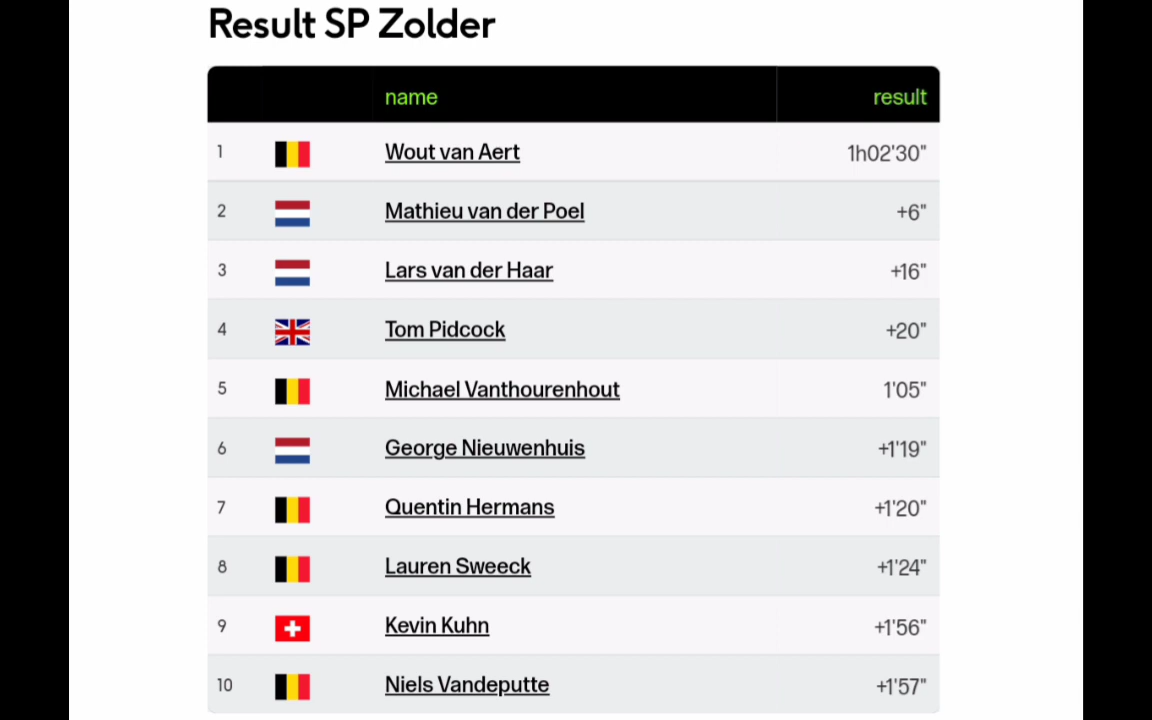 Result SP Zolder
name result
1 Wout van Aert 1h02'30"
2 Mathieu van der Poel +6"
3 Lars van der Haar +16"
4 Tom Pidcock +20"
5 Michael Vanthourenhout 1'05"
6 George Nieuwenhuis +1'19"
7 Quentin Hermans +1'20"
8 Lauren Sweeck +1'24"
9 Kevin Kuhn +1'56"
10 Niels Vandeputte +1'57"